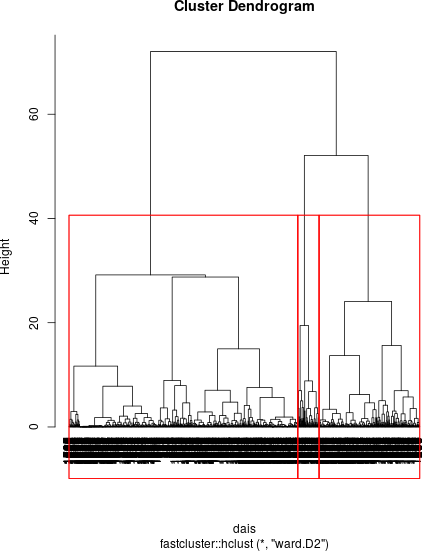 Cluster Dendrogram
Height
60
40
20
0
dais
fastcluster::hclust (*, "ward.D2")